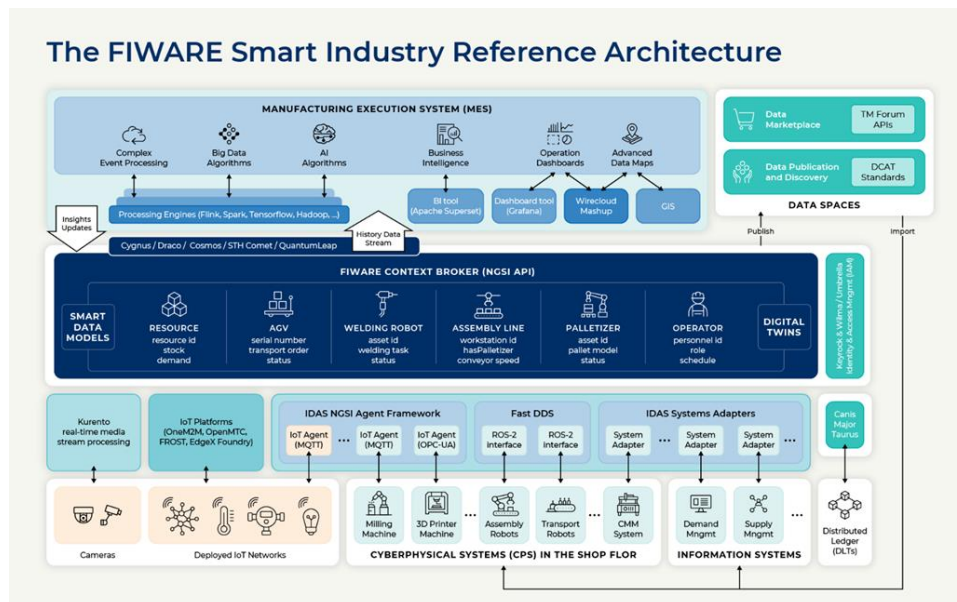 The FIWARE Smart Industry Reference Architecture
MANUFACTURING EXECUTION SYSTEM (MES)
Complex
Event Processing
Big Data
Algorithms
AI
Algorithms
Business
Intelligence
Operation
Dashboards
Advanced
Data Maps
Processing Engines (Flink, Spark, Tensorflow, Hadoop, ...)
BI tool
(Apache Superset)
Dashboard tool
(Grafana)
Wirecloud
Mashup
GIS
Data
Marketplace
TM Forum
APIs
Data Publication
and Discovery
DCAT
Standards
DATA SPACES
Insights
Updates
History Data
Stream
Publish
Import
Cygnus / Draco / Cosmos / STH Comet / QuantumLeap
FIWARE CONTEXT BROKER (NGSI API)
SMART
DATA
MODELS
RESOURCE
resource id
stock
demand
AGV
serial number
transport order
status
WELDING ROBOT
asset id
welding task
status
ASSEMBLY LINE
workstation id
hasPalletizer
conveyor speed
PALLETIZER
asset id
pallet model
status
OPERATOR
personnel id
role
schedule
DIGITAL
TWINS
Keyrock & Wilma / Umbrella
Identity & Access Mngmt (IAM)
Kurento
real-time media
stream processing
IoT Platforms
(OneM2M, OpenMTC,
FROST, EdgeX Foundry)
IDAS NGSI Agent Framework
IoT Agent
(MQTT)
...
IoT Agent
(MQTT)
IoT Agent
(OPC-UA)
Fast DDS
ROS-2
interface
ROS-2
interface
IDAS Systems Adapters
System
Adapter
...
System
Adapter
System
Adapter
...
Canis
Major
Taurus
Cameras
Deployed IoT Networks
Milling
Machine
3D Printer
Machine
...
Assembly
Robots
Transport
Robots
...
CMM
System
CYBERPHYSICAL SYSTEMS (CPS) IN THE SHOP FLOR
Demand
Mngmt
Supply
Mngmt
...
INFORMATION SYSTEMS
Distributed
Ledger
(DLTs)